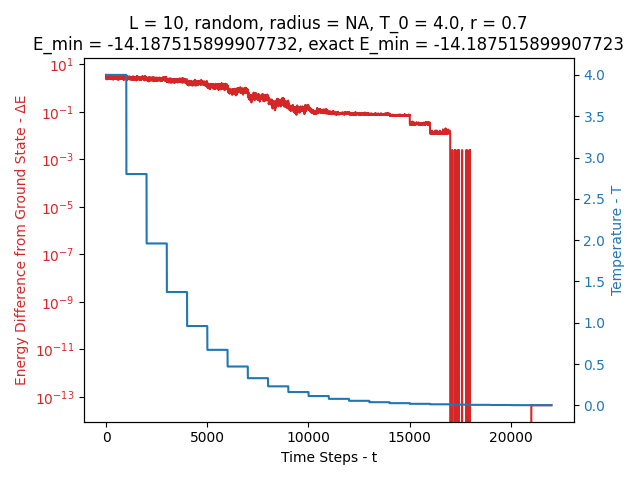 L = 10, random, radius = NA, T_0 = 4.0, r = 0.7
E_min = -14.187515899907732, exact E_min = -14.187515899907723
10¹
10⁻¹
10⁻³
10⁻⁵
10⁻⁷
10⁻⁹
10⁻¹¹
10⁻¹³
Energy Difference from Ground State - ΔE
4.0
3.5
3.0
2.5
2.0
1.5
1.0
0.5
0.0
Temperature - T
0 5000 10000 15000 20000
Time Steps - t